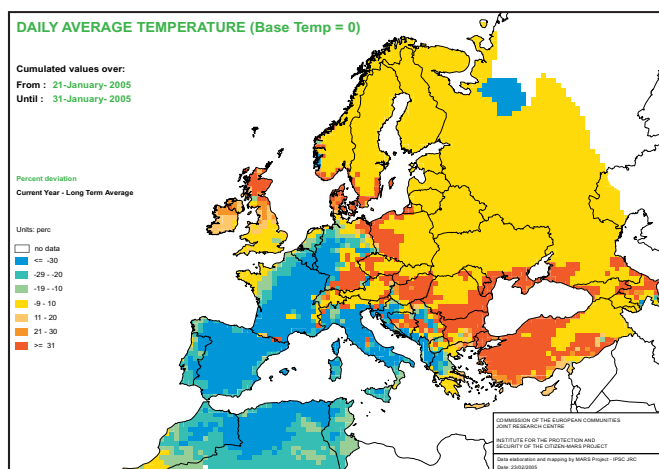 DAILY AVERAGE TEMPERATURE (Base Temp = 0)
Cumulated values over:
From : 21-January- 2005
Until : 31-January- 2005
Percent deviation
Current Year - Long Term Average
Units: perc
no data
<= -30
-29 - -20
-19 - -10
-9 - 10
11 - 20
21 - 30
>= 31
COMMISSION OF THE EUROPEAN COMMUNITIES
JOINT RESEARCH CENTRE
INSTITUTE FOR THE PROTECTION AND
SECURITY OF THE CITIZEN-MARS PROJECT
Data elaboration and mapping by MARS Project - IPSC JRC
Date: 23/02/2005